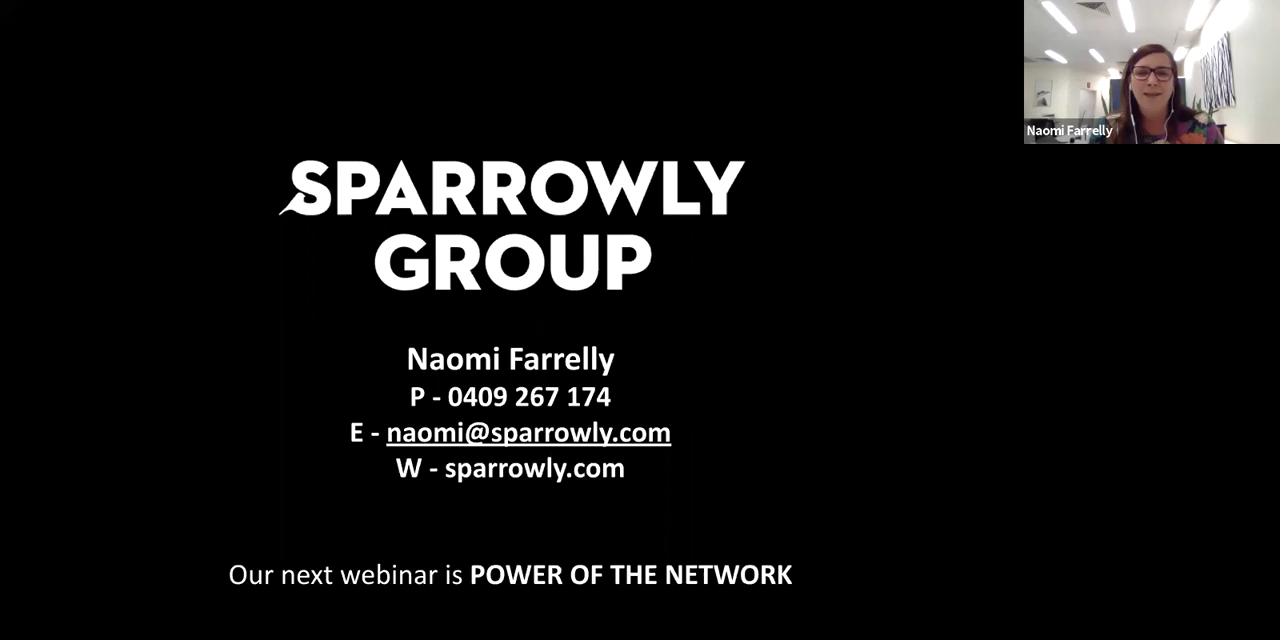 Naomi Farrelly
SPARROWLY
GROUP
Naomi Farrelly
P - 0409 267 174
E - naomi@sparrowly.com
W - sparrowly.com
Our next webinar is POWER OF THE NETWORK